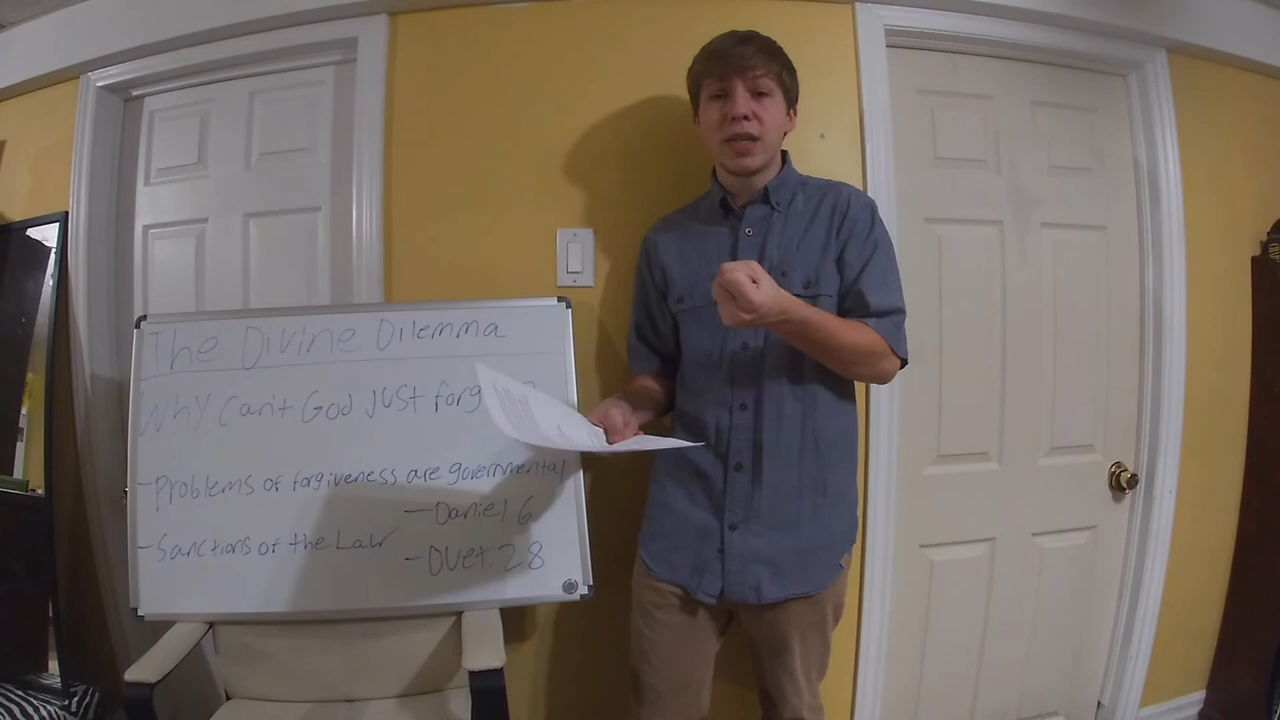 The Divine Dilemma
Why can't God just forg ?
-Problems of forgiveness are governmental
-Daniel 6
-Sanctions of the Law
-Duet. 28